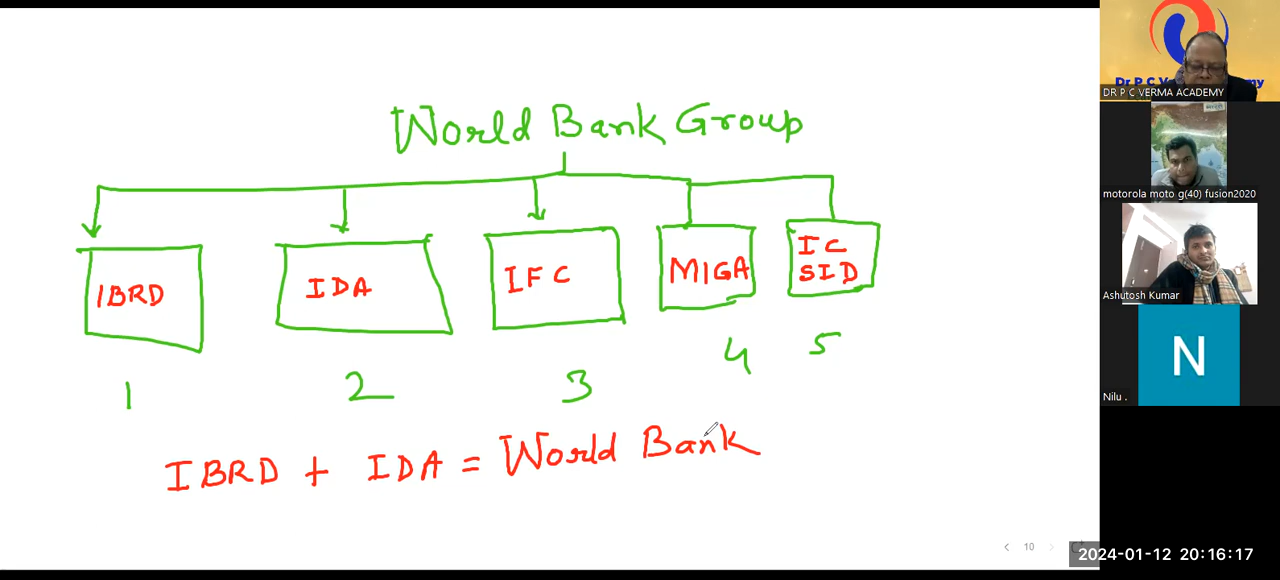 World Bank Group
IBRD
IDA
IFC
MIGA
IC
SID
1
2
3
4
5
IBRD + IDA = World Bank
10
2024-01-12 20:16:17
Dr P C
DR P C VERMA ACADEMY
motorola moto g(40) fusion2020
Ashutosh Kumar
N
Nilu .